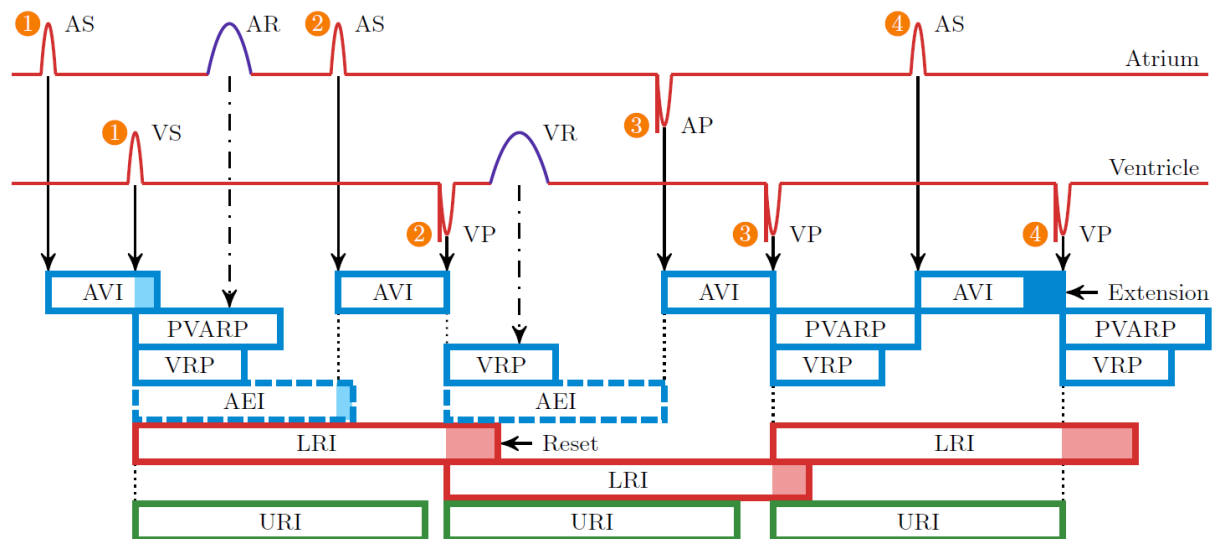 1 AS AR 2 AS 4 AS
Atrium
1 VS 3 AP VR
Ventricle
2 VP 3 VP 4 VP
AVI AVI AVI AVI Extension
PVARP PVARP PVARP
VRP VRP VRP VRP
AEI AEI
LRI Reset LRI
LRI
URI URI URI